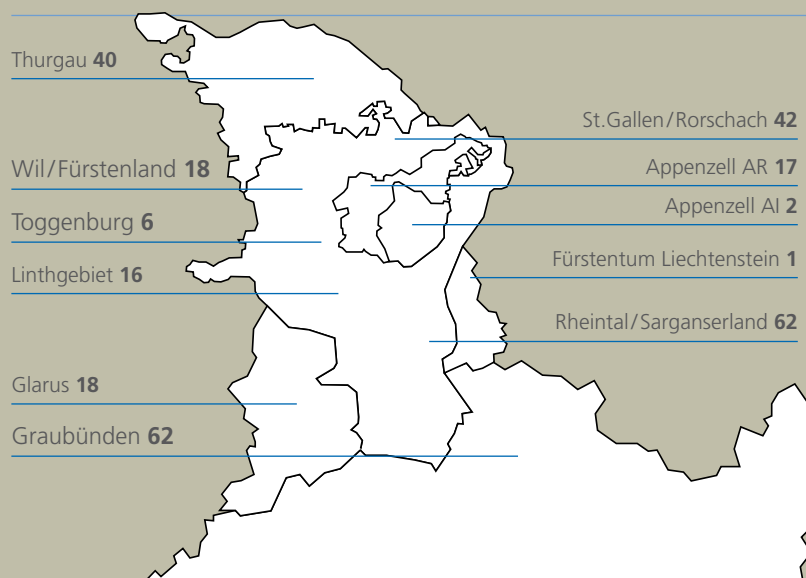 Thurgau 40
Wil/Fürstenland 18
Toggenburg 6
Linthgebiet 16
Glarus 18
Graubünden 62
St.Gallen/Rorschach 42
Appenzell AR 17
Appenzell AI 2
Fürstentum Liechtenstein 1
Rheintal/Sarganserland 62